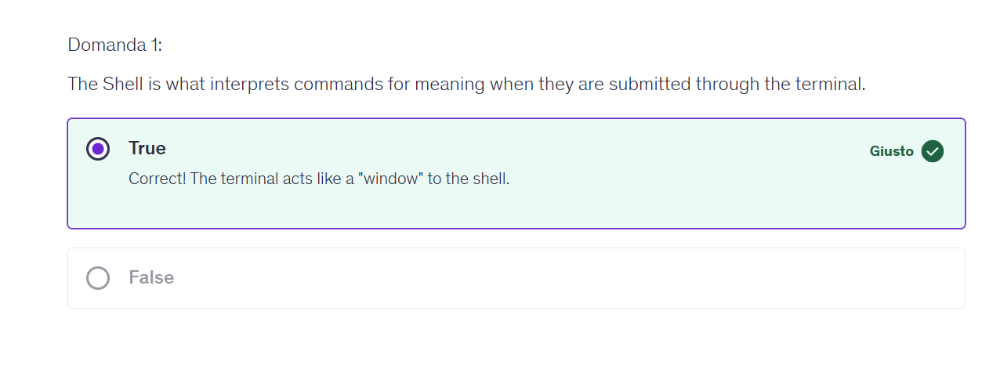 Domanda 1:
The Shell is what interprets commands for meaning when they are submitted through the terminal.
True
Giusto
Correct! The terminal acts like a "window" to the shell.
False